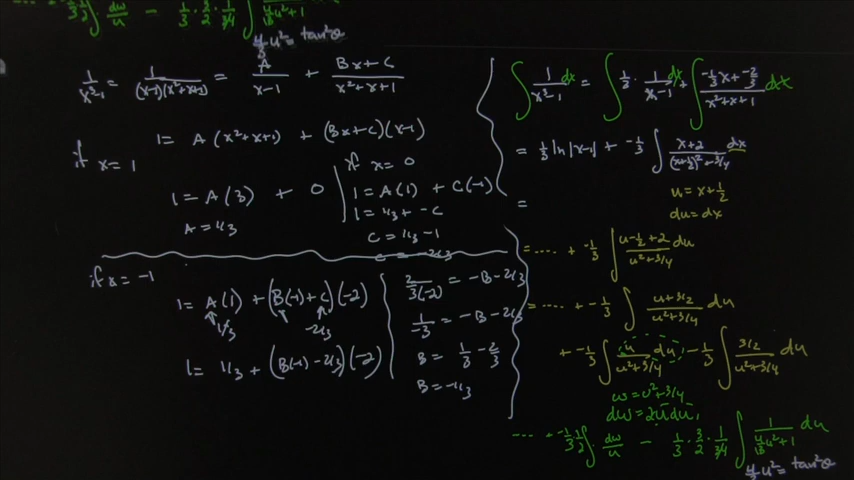 1/(x³-1) = 1/((x-1)(x²+x+1)) = A/(x-1) + (Bx+C)/(x²+x+1)
if x=1
1 = A(x²+x+1) + (Bx+C)(x-1)
1 = A(3) + 0
A = 1/3
if x=0
1 = A(1) + C(-1)
1 = 1/3 + -C
C = 1/3 -1
C = -2/3
if x=-1
1 = A(1) + (B(-1)+C)(-2)
1/3
-2/3
1 = 1/3 + (B(-1) -2/3)(-2)
2/(3(-2)) = -B -2/3
1/-3 = -B -2/3
B = 1/3 - 2/3
B = -1/3
∫ 1/(x³-1) dx = ∫ 1/3 · 1/(x-1) dx + ∫ (-1/3 x + -2/3)/(x²+x+1) dx
= 1/3 ln|x-1| + -1/3 ∫ (x+2)/((x+1/2)²+3/4) dx
u = x+1/2
du = dx
=
= .... + -1/3 ∫ (u-1/2+2)/(u²+3/4) du
= .... + -1/3 ∫ (u+3/2)/(u²+3/4) du
+ -1/3 ∫ u/(u²+3/4) du - 1/3 ∫ (3/2)/(u²+3/4) du
w = u²+3/4
dw = 2u du
.... + -1/3 · 1/2 ∫ dw/u - 1/3 · 3/2 · 1/(3/4) ∫ 1/(4/3 u²+1) du
4/3 u² = tan²θ